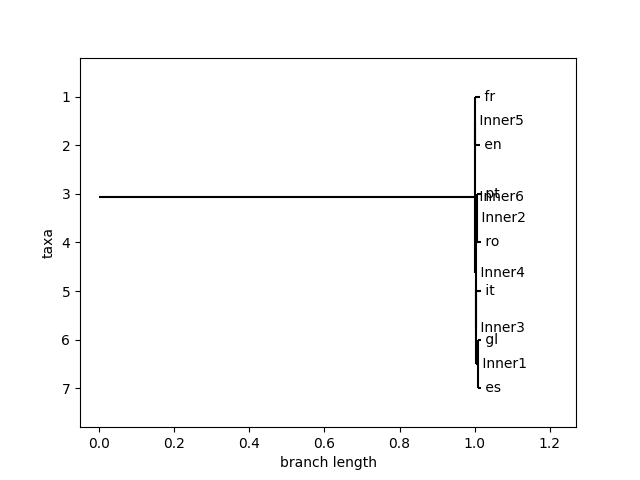 1
fr
Inner5
2
en
3
pt
Inner6
Inner2
4
ro
Inner4
5
it
Inner3
6
gl
Inner1
7
es
taxa
0.0 0.2 0.4 0.6 0.8 1.0 1.2
branch length